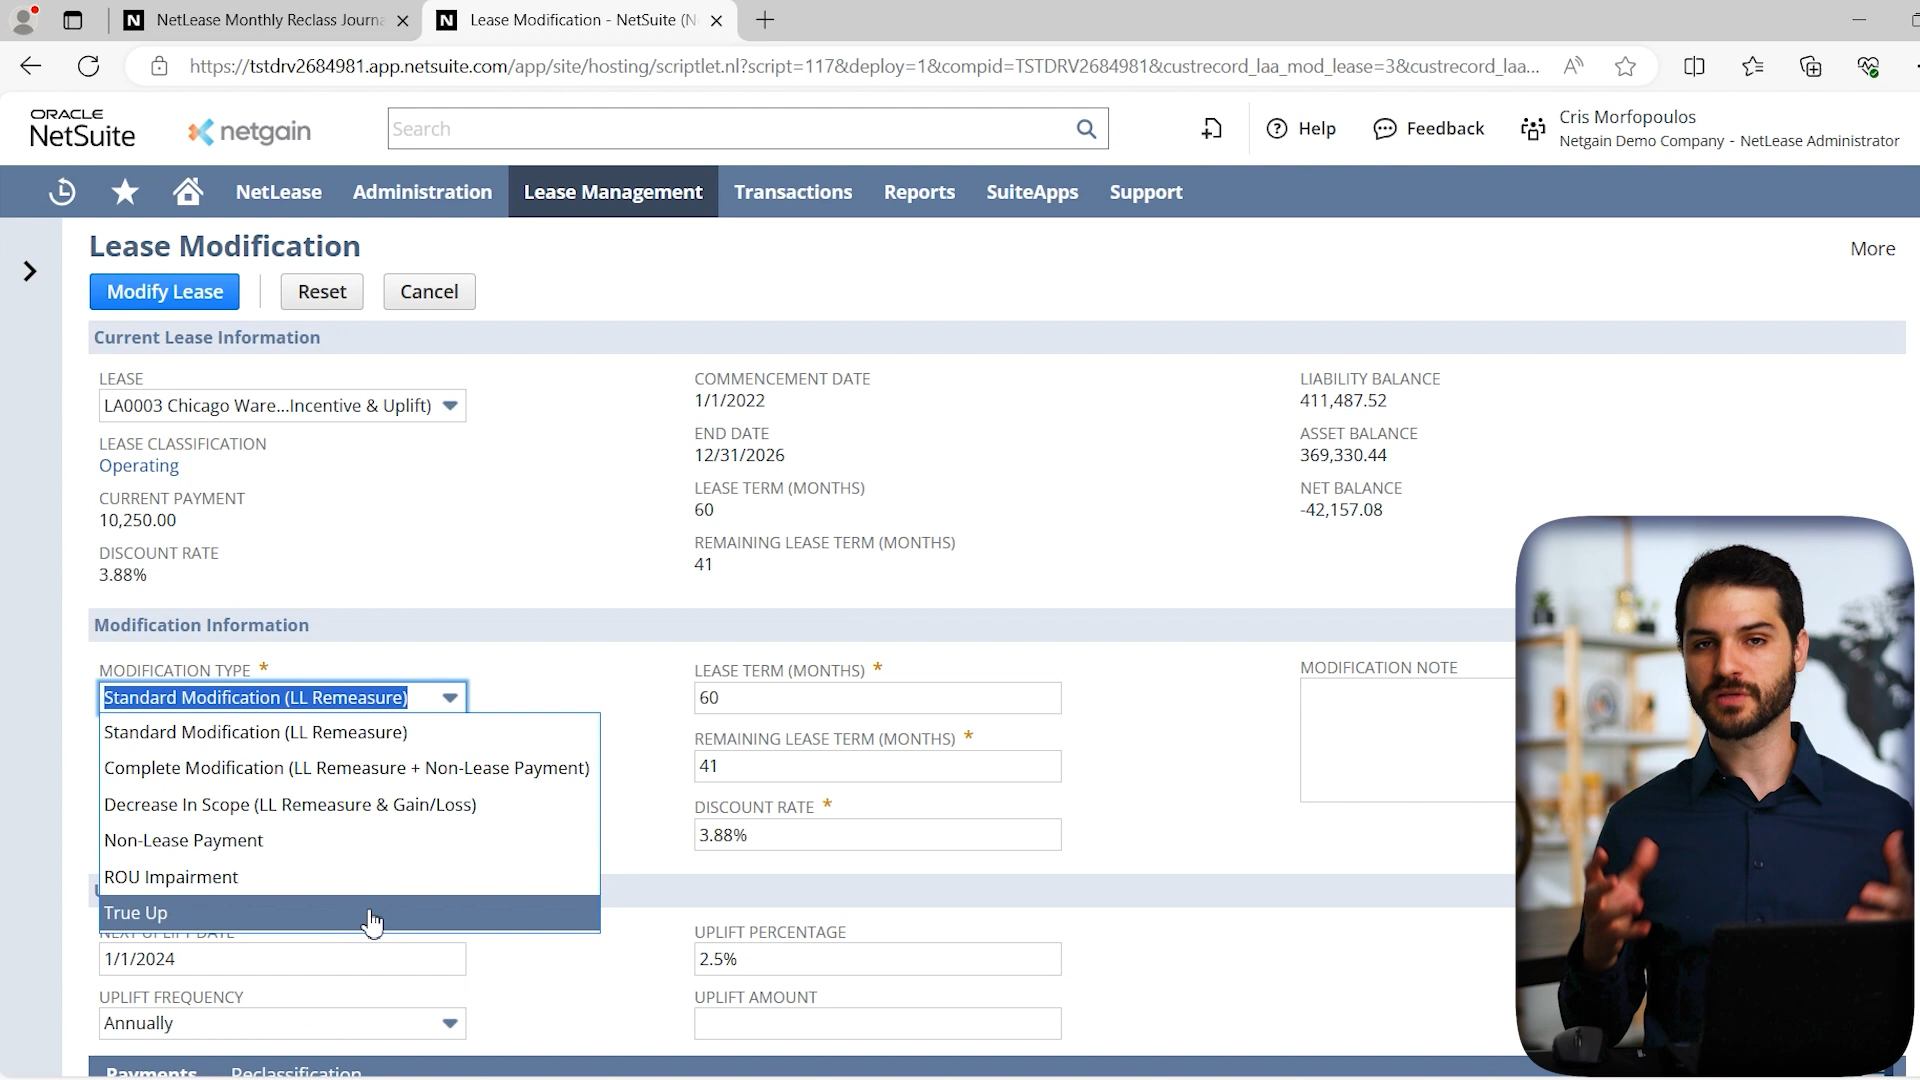 NetLease Monthly Reclass Journa
Lease Modification - NetSuite (N
https://tstdrv2684981.app.netsuite.com/app/site/hosting/scriptlet.nl?script=117&deploy=1&compid=TSTDRV2684981&custrecord_laa_mod_lease=3&custrecord_laa...
ORACLE
NetSuite
netgain
Search
Help
Feedback
Cris Morfopoulos
Netgain Demo Company - NetLease Administrator
NetLease
Administration
Lease Management
Transactions
Reports
SuiteApps
Support
Lease Modification
More
Modify Lease
Reset
Cancel
Current Lease Information
LEASE
LA0003 Chicago Ware...Incentive & Uplift)
LEASE CLASSIFICATION
Operating
CURRENT PAYMENT
10,250.00
DISCOUNT RATE
3.88%
COMMENCEMENT DATE
1/1/2022
END DATE
12/31/2026
LEASE TERM (MONTHS)
60
REMAINING LEASE TERM (MONTHS)
41
LIABILITY BALANCE
411,487.52
ASSET BALANCE
369,330.44
NET BALANCE
-42,157.08
Modification Information
MODIFICATION TYPE *
Standard Modification (LL Remeasure)
Standard Modification (LL Remeasure)
Complete Modification (LL Remeasure + Non-Lease Payment)
Decrease In Scope (LL Remeasure & Gain/Loss)
Non-Lease Payment
ROU Impairment
True Up
LEASE TERM (MONTHS) *
60
REMAINING LEASE TERM (MONTHS) *
41
DISCOUNT RATE *
3.88%
MODIFICATION NOTE
NEXT UPLIFT DATE
1/1/2024
UPLIFT FREQUENCY
Annually
UPLIFT PERCENTAGE
2.5%
UPLIFT AMOUNT
Payments
Reclassification